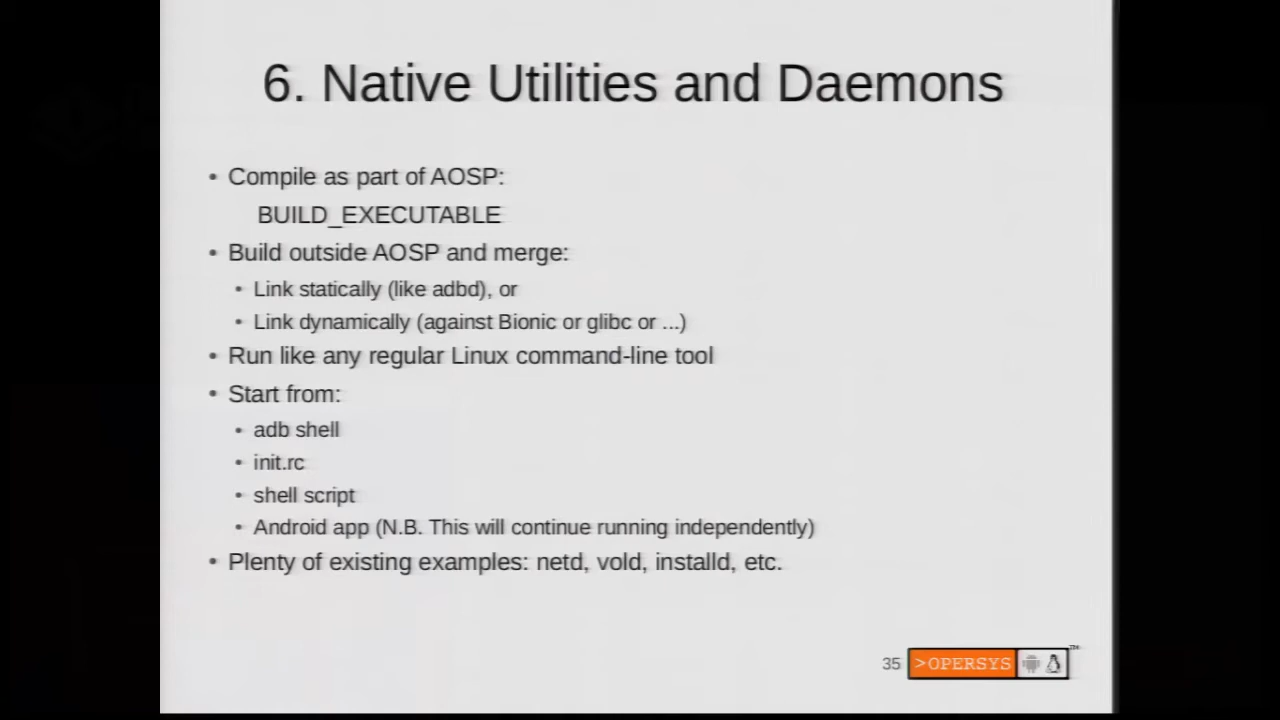 6. Native Utilities and Daemons
• Compile as part of AOSP:
BUILD_EXECUTABLE
• Build outside AOSP and merge:
• Link statically (like adbd), or
• Link dynamically (against Bionic or glibc or ...)
• Run like any regular Linux command-line tool
• Start from:
• adb shell
• init.rc
• shell script
• Android app (N.B. This will continue running independently)
• Plenty of existing examples: netd, vold, installd, etc.
35 >OPERSYS ™